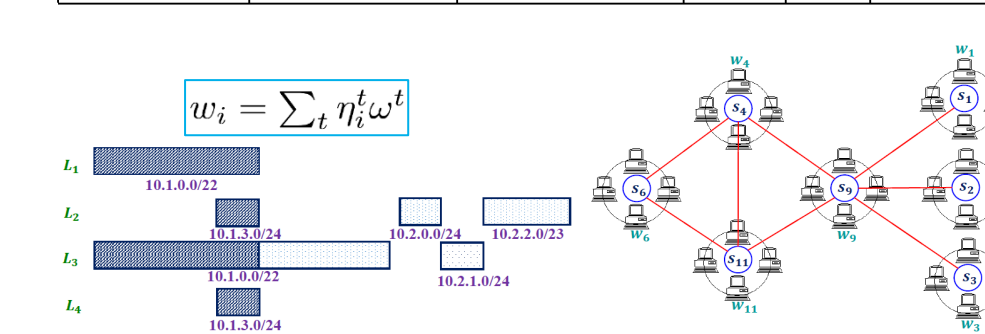 w_i = ∑_t η_i^t ω^t
L1
10.1.0.0/22
L2
10.1.3.0/24
10.2.0.0/24
10.2.2.0/23
L3
10.1.0.0/22
10.2.1.0/24
L4
10.1.3.0/24
w4
s4
w1
s1
s6
w6
s9
w9
s2
s11
w11
s3
w3